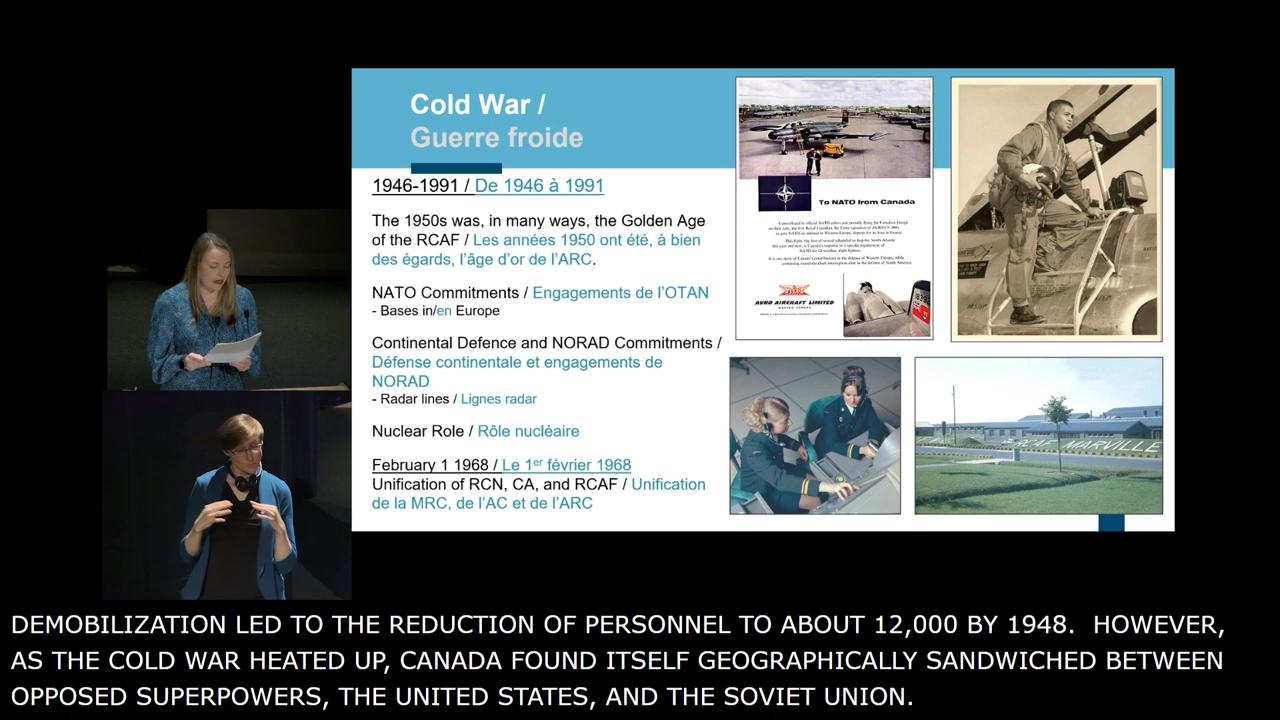 Cold War /
Guerre froide
1946-1991 / De 1946 à 1991
The 1950s was, in many ways, the Golden Age
of the RCAF / Les années 1950 ont été, à bien
des égards, l'âge d'or de l'ARC.
NATO Commitments / Engagements de l'OTAN
- Bases in/en Europe
Continental Defence and NORAD Commitments /
Défense continentale et engagements de
NORAD
- Radar lines / Lignes radar
Nuclear Role / Rôle nucléaire
February 1 1968 / Le 1er février 1968
Unification of RCN, CA, and RCAF / Unification
de la MRC, de l'AC et de l'ARC
To NATO from Canada
AVRO AIRCRAFT LIMITED
MARVILLE
DEMOBILIZATION LED TO THE REDUCTION OF PERSONNEL TO ABOUT 12,000 BY 1948. HOWEVER,
AS THE COLD WAR HEATED UP, CANADA FOUND ITSELF GEOGRAPHICALLY SANDWICHED BETWEEN
OPPOSED SUPERPOWERS, THE UNITED STATES, AND THE SOVIET UNION.